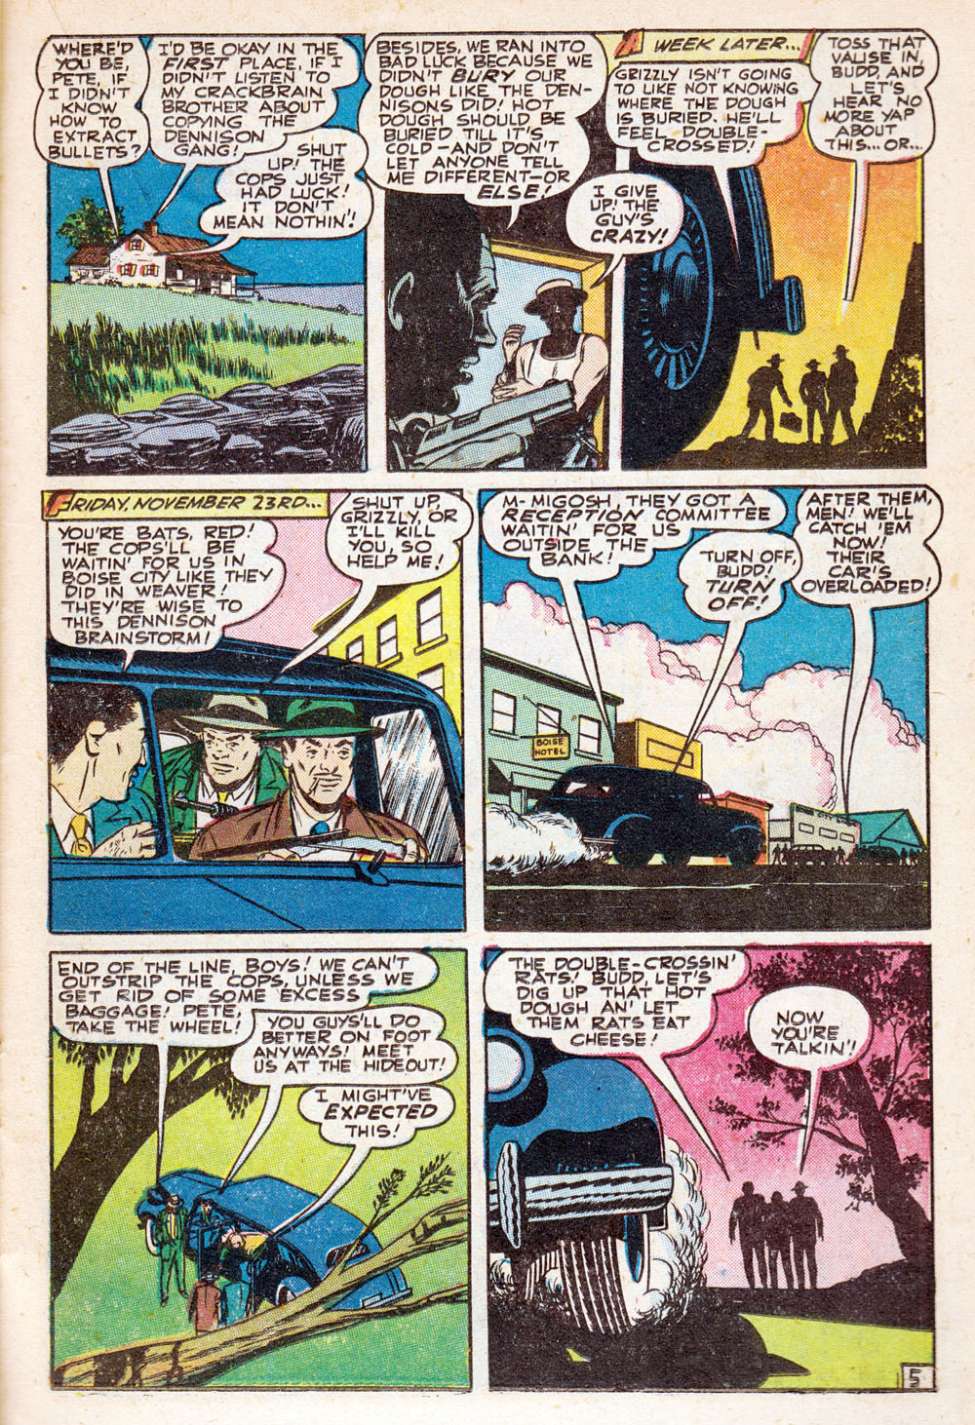 WHERE'D
YOU BE,
PETE, IF
I DIDN'T
KNOW
HOW TO
EXTRACT
BULLETS?
I'D BE OKAY IN THE
FIRST PLACE, IF I
DIDN'T LISTEN TO
MY CRACKBRAIN
BROTHER ABOUT
COPYING THE
DENNISON
GANG!
SHUT
UP! THE
COPS JUST
HAD LUCK!
IT DON'T
MEAN NOTHIN'!
BESIDES, WE RAN INTO
BAD LUCK BECAUSE WE
DIDN'T BURY OUR
DOUGH LIKE THE DEN-
NISONS DID! HOT
DOUGH SHOULD BE
BURIED TILL IT'S
COLD-AND DON'T
LET ANYONE TELL
ME DIFFERENT-OR
ELSE!
I GIVE
UP! THE
GUY'S
CRAZY!
A WEEK LATER...
GRIZZLY ISN'T GOING
TO LIKE NOT KNOWING
WHERE THE DOUGH
IS BURIED. HE'LL
FEEL DOUBLE-
CROSSED!
TOSS THAT
VALISE IN,
BUDD, AND
LET'S
HEAR NO
MORE YAP
ABOUT
THIS...OR...
FRIDAY, NOVEMBER 23RD...
YOU'RE BATS, RED!
THE COPS'LL BE
WAITIN' FOR US IN
BOISE CITY LIKE THEY
DID IN WEAVER!
THEY'RE WISE TO
THIS DENNISON
BRAINSTORM!
SHUT UP,
GRIZZLY, OR
I'LL KILL
YOU, SO
HELP ME!
M-MIGOSH, THEY GOT A
RECEPTION COMMITTEE
WAITIN' FOR US
OUTSIDE THE
BANK!
TURN OFF,
BUDD!
TURN
OFF!
AFTER THEM,
MEN! WE'LL
CATCH 'EM
NOW!
THEIR
CAR'S
OVERLOADED!
BOISE
HOTEL
END OF THE LINE, BOYS! WE CAN'T
OUTSTRIP THE COPS, UNLESS WE
GET RID OF SOME EXCESS
BAGGAGE! PETE,
TAKE THE WHEEL!
YOU GUYS'LL DO
BETTER ON FOOT
ANYWAYS! MEET
US AT THE HIDEOUT!
I MIGHT'VE
EXPECTED
THIS!
THE DOUBLE-CROSSIN'
RATS! BUDD, LET'S
DIG UP THAT HOT
DOUGH AN' LET
THEM RATS EAT
CHEESE!
NOW
YOU'RE
TALKIN'!
5